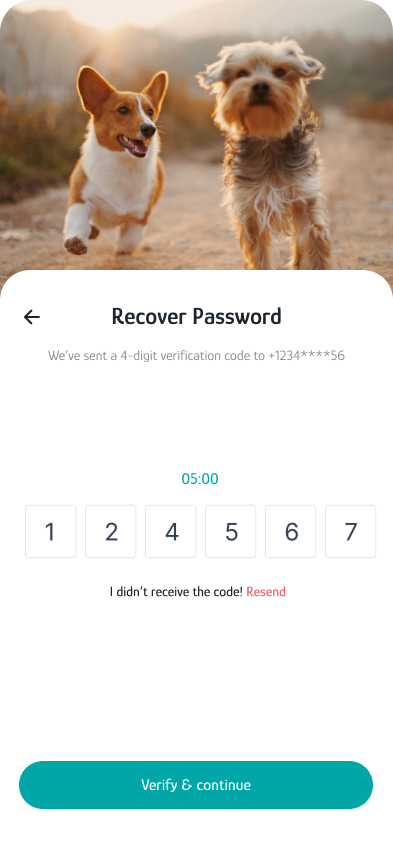 Recover Password
We've sent a 4-digit verification code to +1234****56
05:00
1 2 4 5 6 7
I didn't receive the code! Resend
Verify & continue